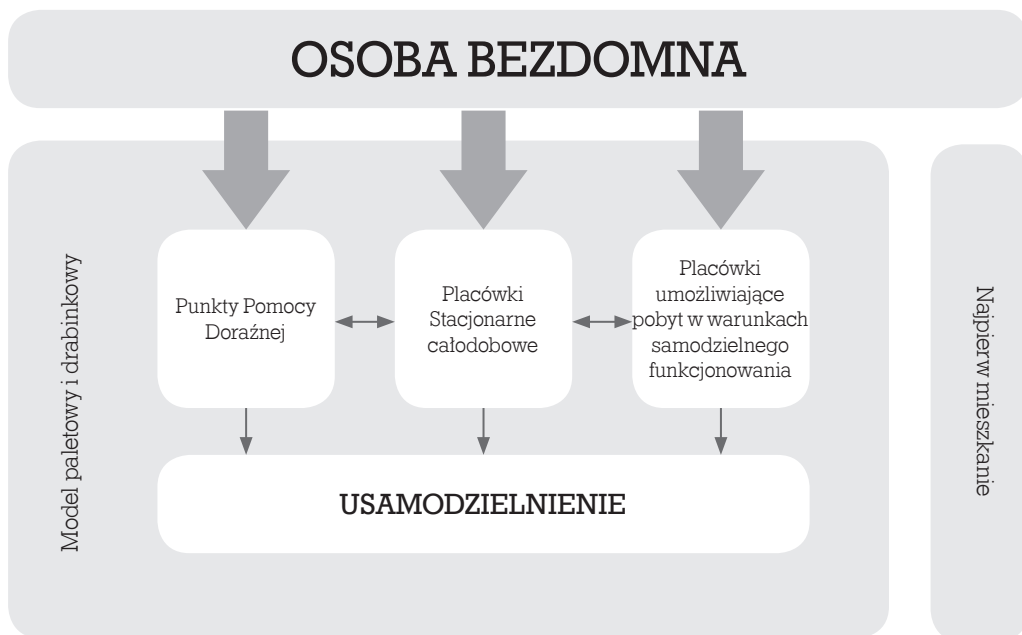 OSOBA BEZDOMNA
Model paletowy i drabinkowy
Punkty Pomocy
Doraźnej
Placówki
Stacjonarne
całodobowe
Placówki
umożliwiające
pobyt w warunkach
samodzielnego
funkcjonowania
USAMODZIELNIENIE
Najpierw mieszkanie